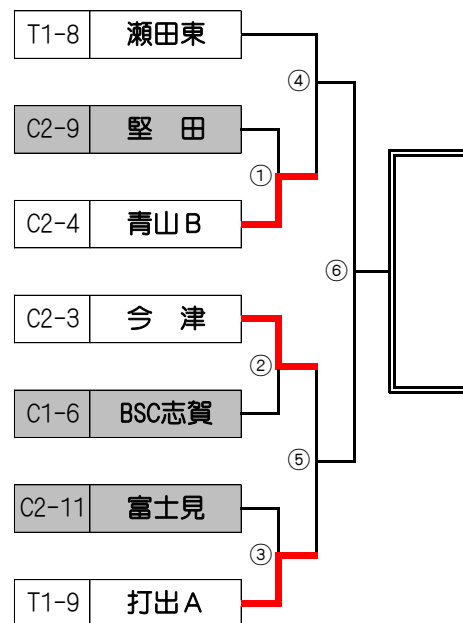 T1-8 瀬田東
④
C2-9 堅 田
①
C2-4 青山B
⑥
C2-3 今 津
②
C1-6 BSC志賀
⑤
C2-11 富士見
③
T1-9 打出A